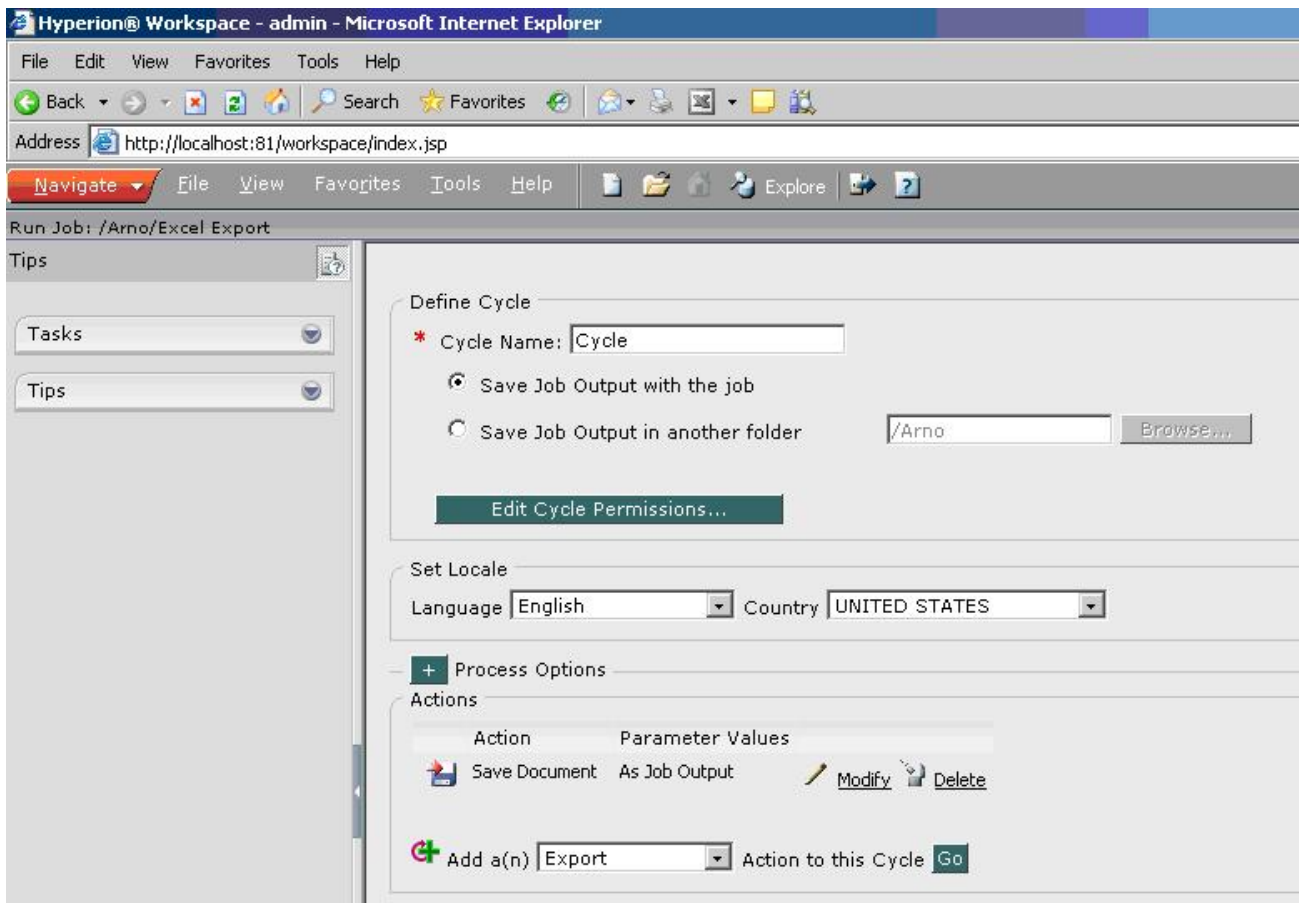 Hyperion® Workspace - admin - Microsoft Internet Explorer
File Edit View Favorites Tools Help
Back Search Favorites
Address http://localhost:81/workspace/index.jsp
Navigate File View Favorites Tools Help Explore
Run Job: /Arno/Excel Export
Tips
Tasks
Tips
Define Cycle
* Cycle Name: Cycle
Save Job Output with the job
Save Job Output in another folder /Arno Browse...
Edit Cycle Permissions...
Set Locale
Language English Country UNITED STATES
+ Process Options
Actions
Action Parameter Values
Save Document As Job Output Modify Delete
Add a(n) Export Action to this Cycle Go